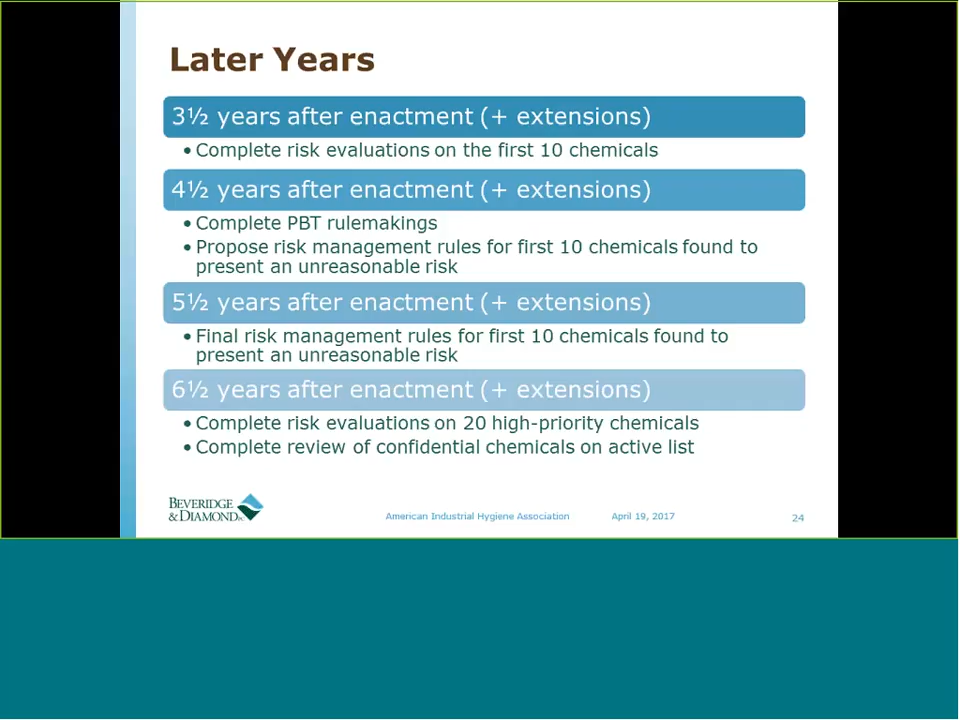 Later Years
3½ years after enactment (+ extensions)
• Complete risk evaluations on the first 10 chemicals
4½ years after enactment (+ extensions)
• Complete PBT rulemakings
• Propose risk management rules for first 10 chemicals found to
present an unreasonable risk
5½ years after enactment (+ extensions)
• Final risk management rules for first 10 chemicals found to
present an unreasonable risk
6½ years after enactment (+ extensions)
• Complete risk evaluations on 20 high-priority chemicals
• Complete review of confidential chemicals on active list
BEVERIDGE
& DIAMOND
American Industrial Hygiene Association April 19, 2017 24